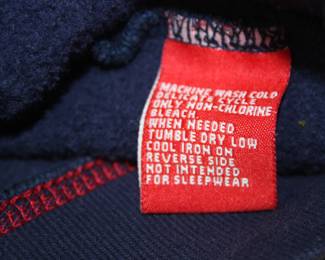 MACHINE WASH COLD
DELICATE CYCLE
ONLY NON-CHLORINE
BLEACH
WHEN NEEDED
TUMBLE DRY LOW
COOL IRON ON
REVERSE SIDE
NOT INTENDED
FOR SLEEPWEAR